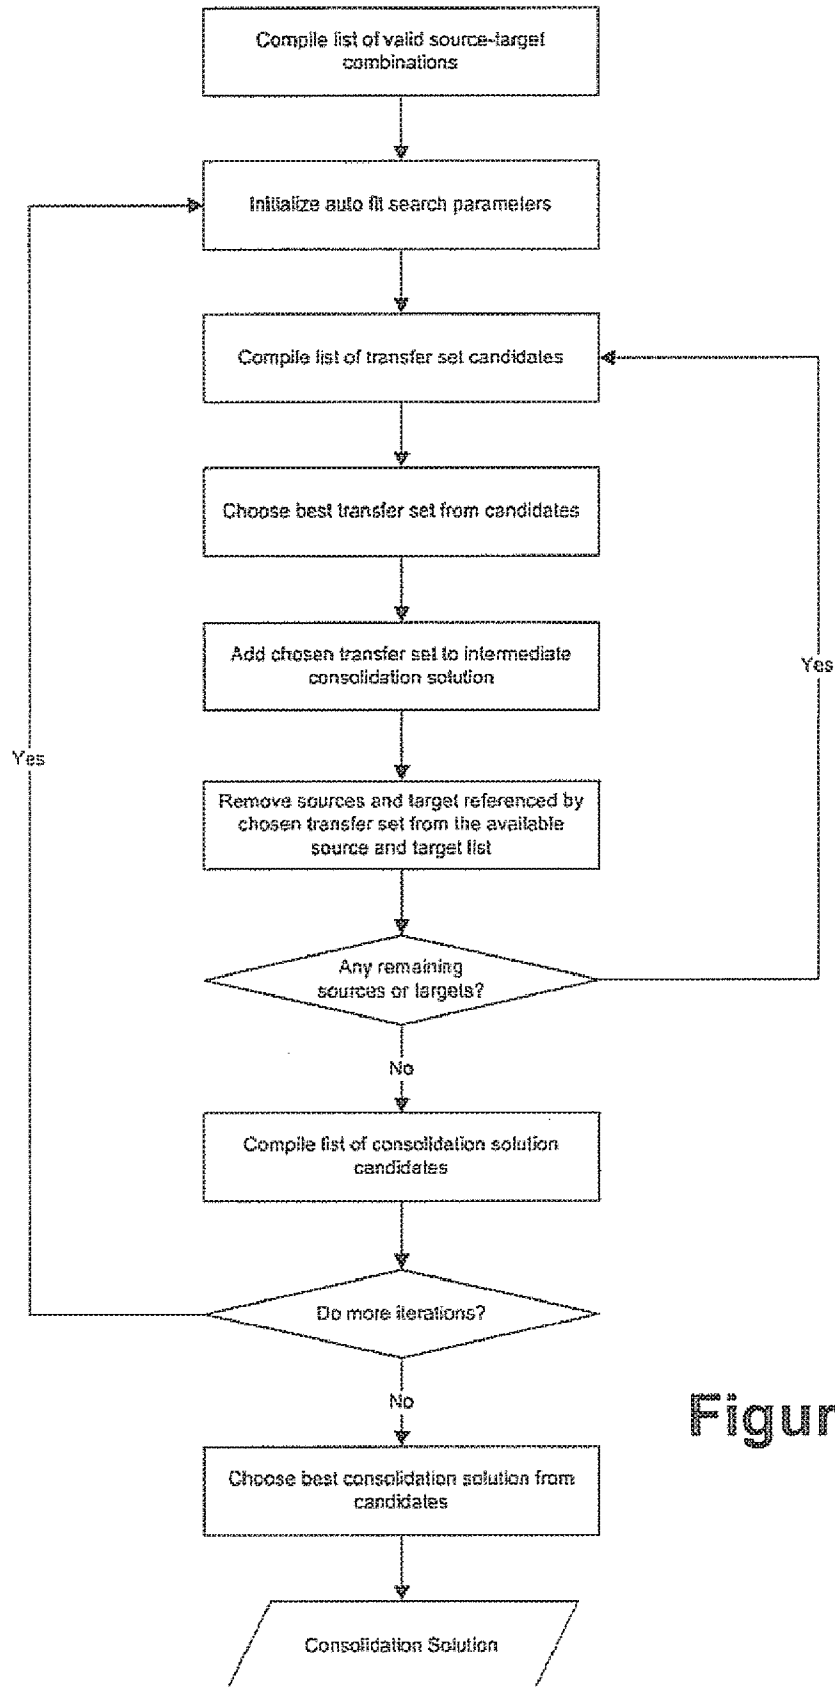 Compile list of valid source-target
combinations
Initialize auto fit search parameters
Compile list of transfer set candidates
Choose best transfer set from candidates
Add chosen transfer set to intermediate
consolidation solution
Yes
Yes
Remove sources and target referenced by
chosen transfer set from the available
source and target list
Any remaining
sources or targets?
No
Compile list of consolidation solution
candidates
Do more iterations?
No
Figur
Choose best consolidation solution from
candidates
Consolidation Solution